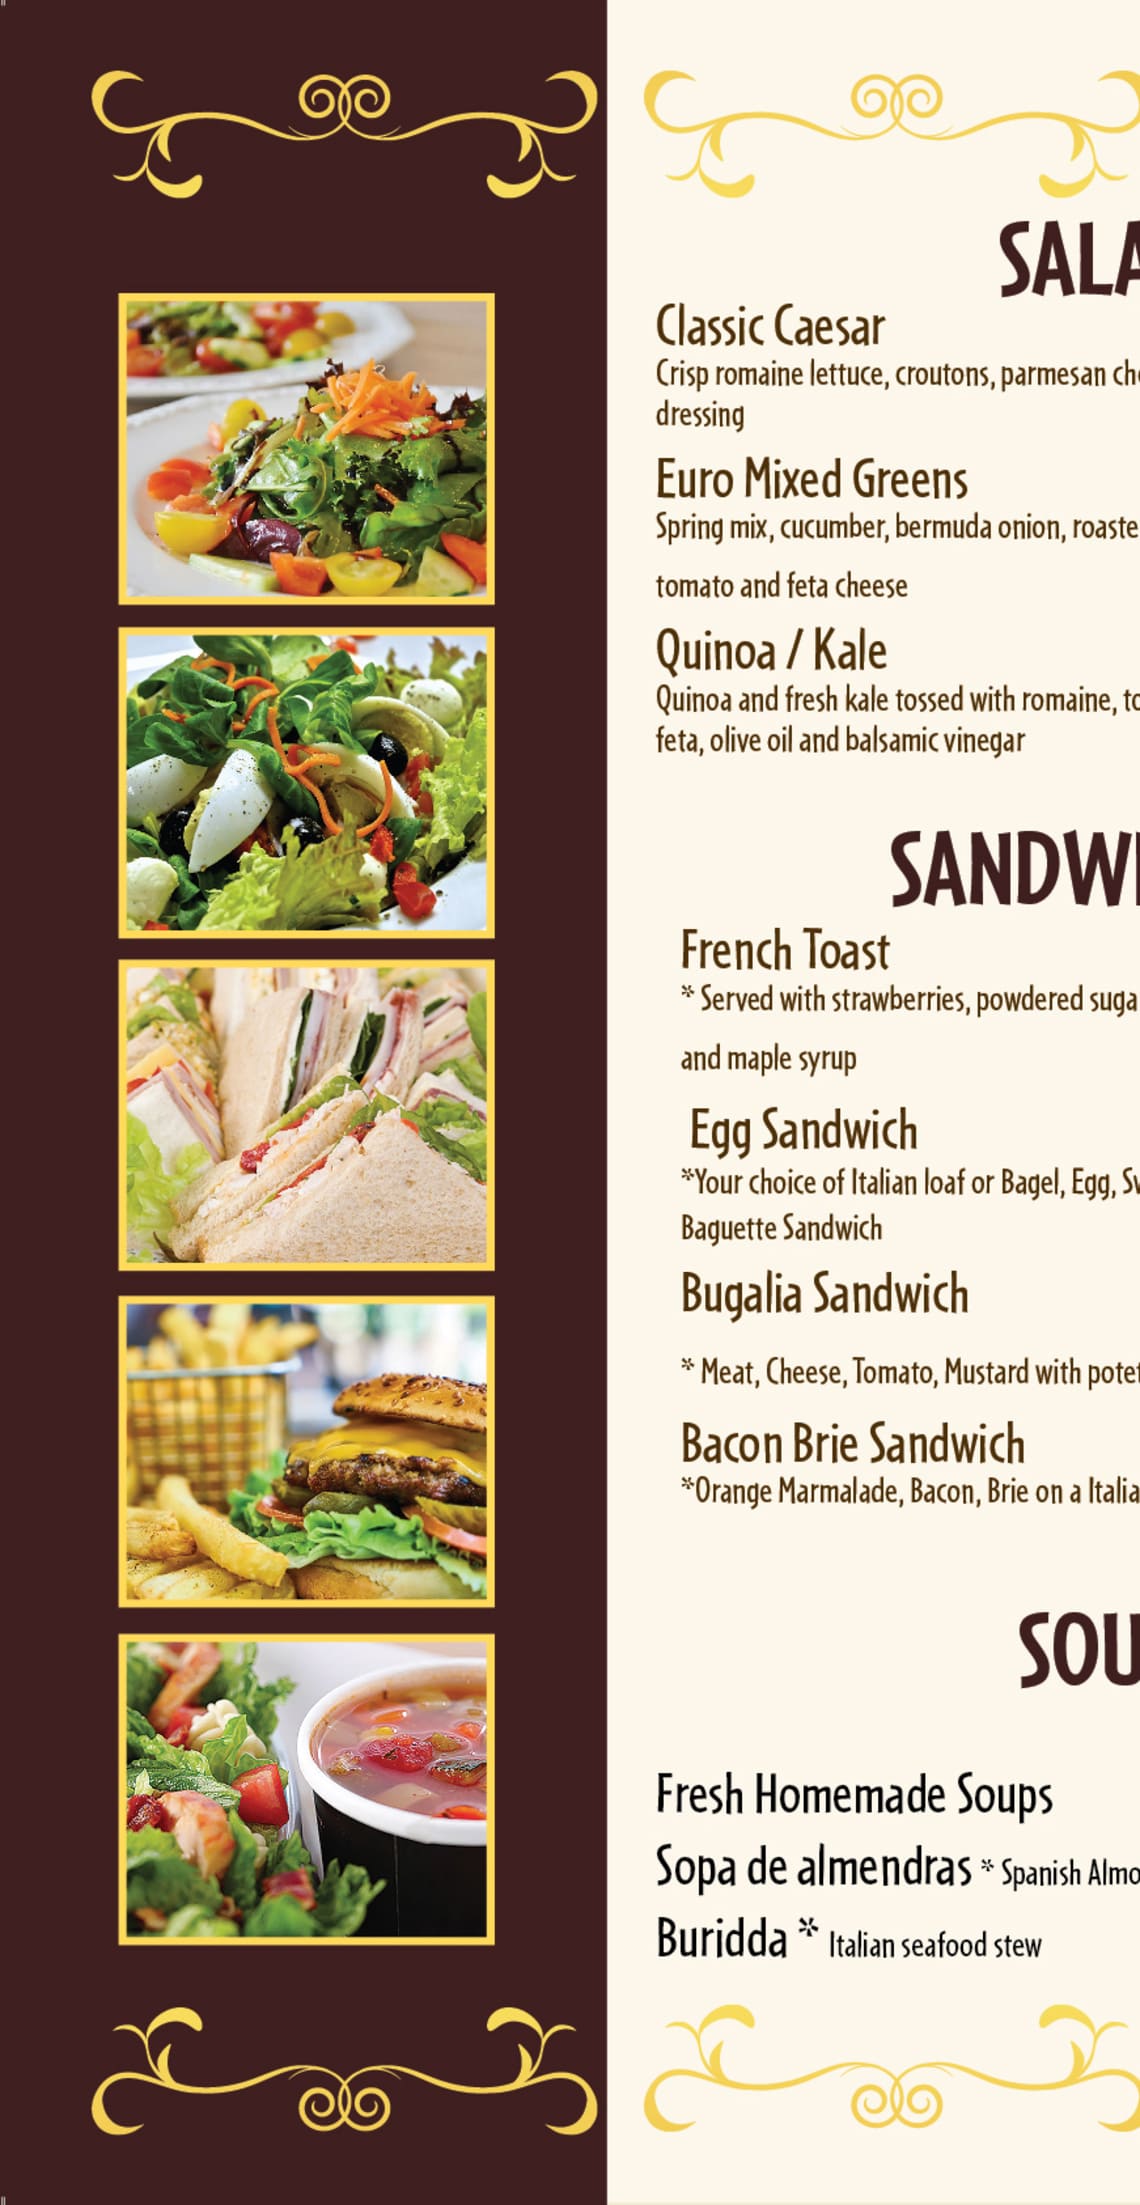 SALA
Classic Caesar
Crisp romaine lettuce, croutons, parmesan che
dressing
Euro Mixed Greens
Spring mix, cucumber, bermuda onion, roaste
tomato and feta cheese
Quinoa / Kale
Quinoa and fresh kale tossed with romaine, to
feta, olive oil and balsamic vinegar
SANDWI
French Toast
* Served with strawberries, powdered suga
and maple syrup
Egg Sandwich
*Your choice of Italian loaf or Bagel, Egg, Sw
Baguette Sandwich
Bugalia Sandwich
* Meat, Cheese, Tomato, Mustard with potet
Bacon Brie Sandwich
*Orange Marmalade, Bacon, Brie on a Italia
SOU
Fresh Homemade Soups
Sopa de almendras * Spanish Almo
Buridda * Italian seafood stew